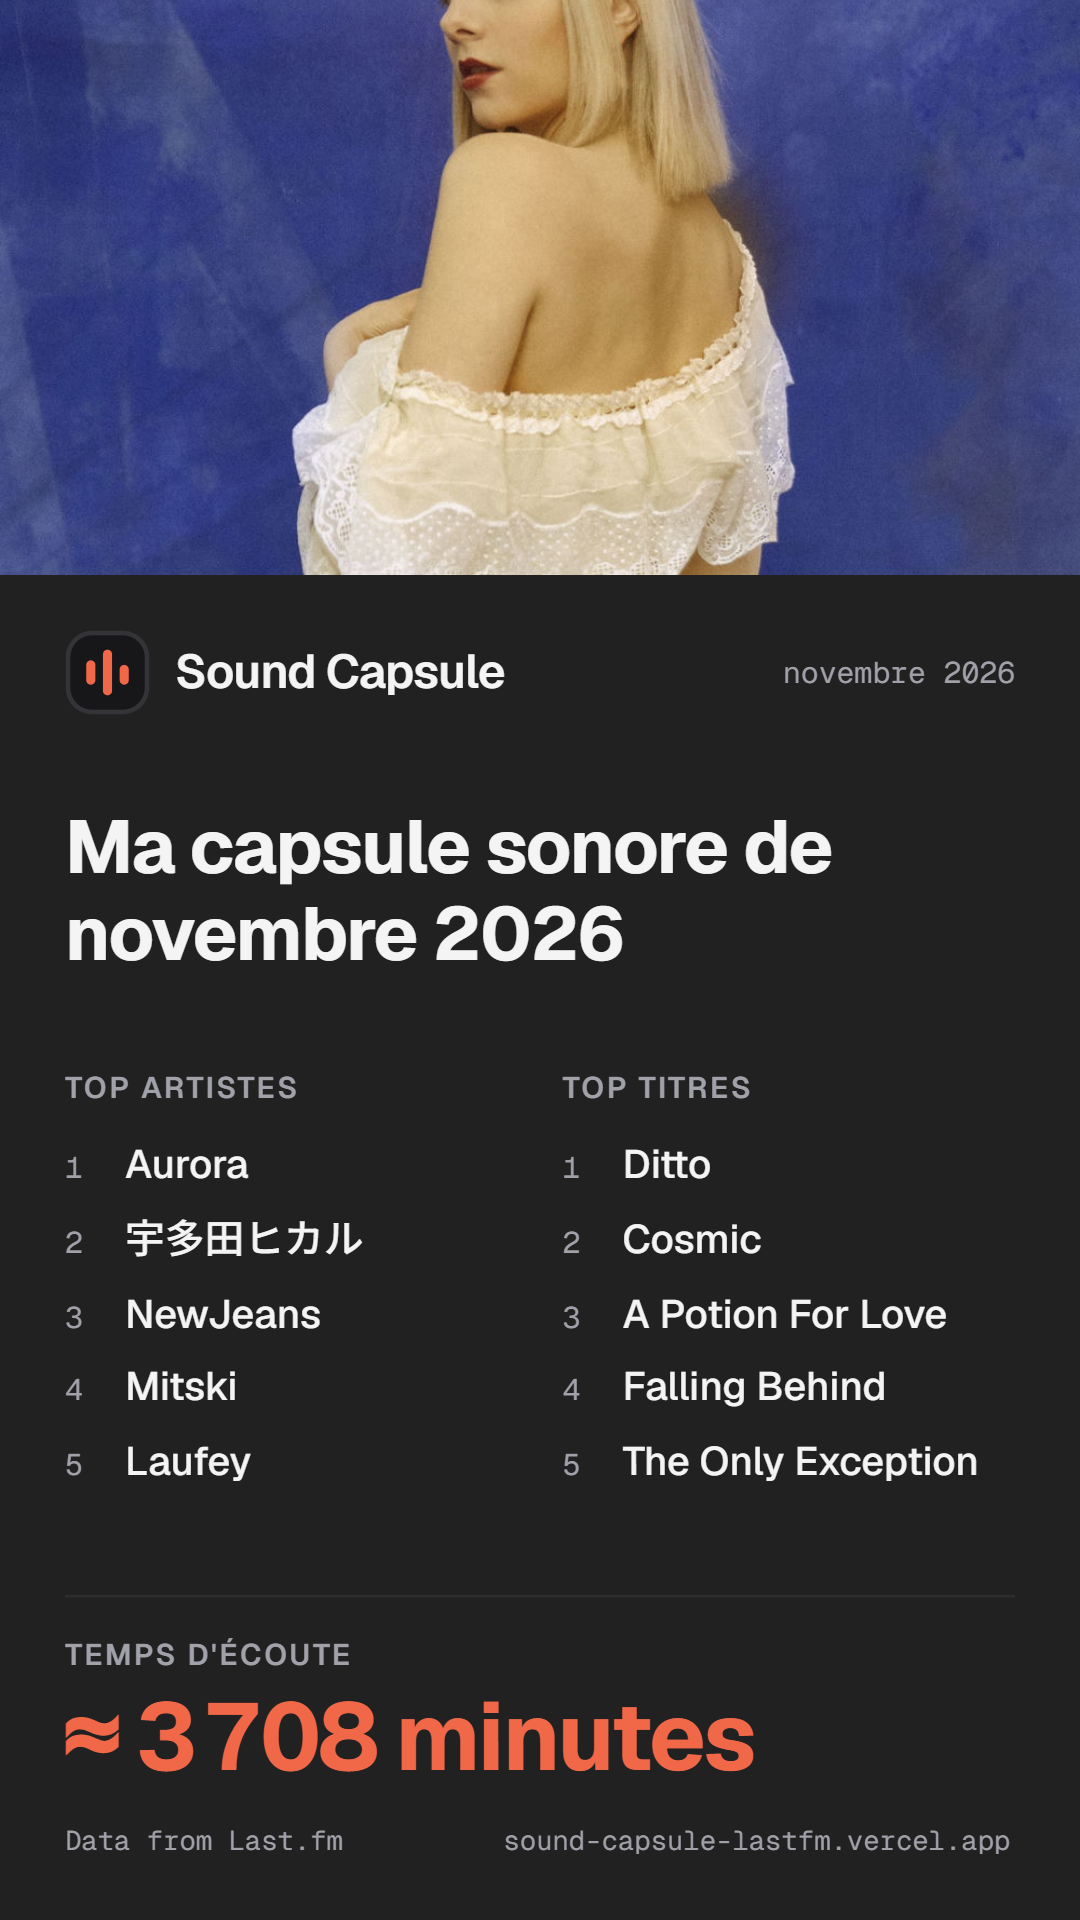 Sound Capsule
novembre 2026
Ma capsule sonore de
novembre 2026
TOP ARTISTES
1 Aurora
2 宇多田ヒカル
3 NewJeans
4 Mitski
5 Laufey
TOP TITRES
1 Ditto
2 Cosmic
3 A Potion For Love
4 Falling Behind
5 The Only Exception
TEMPS D'ÉCOUTE
≈ 3 708 minutes
Data from Last.fm
sound-capsule-lastfm.vercel.app